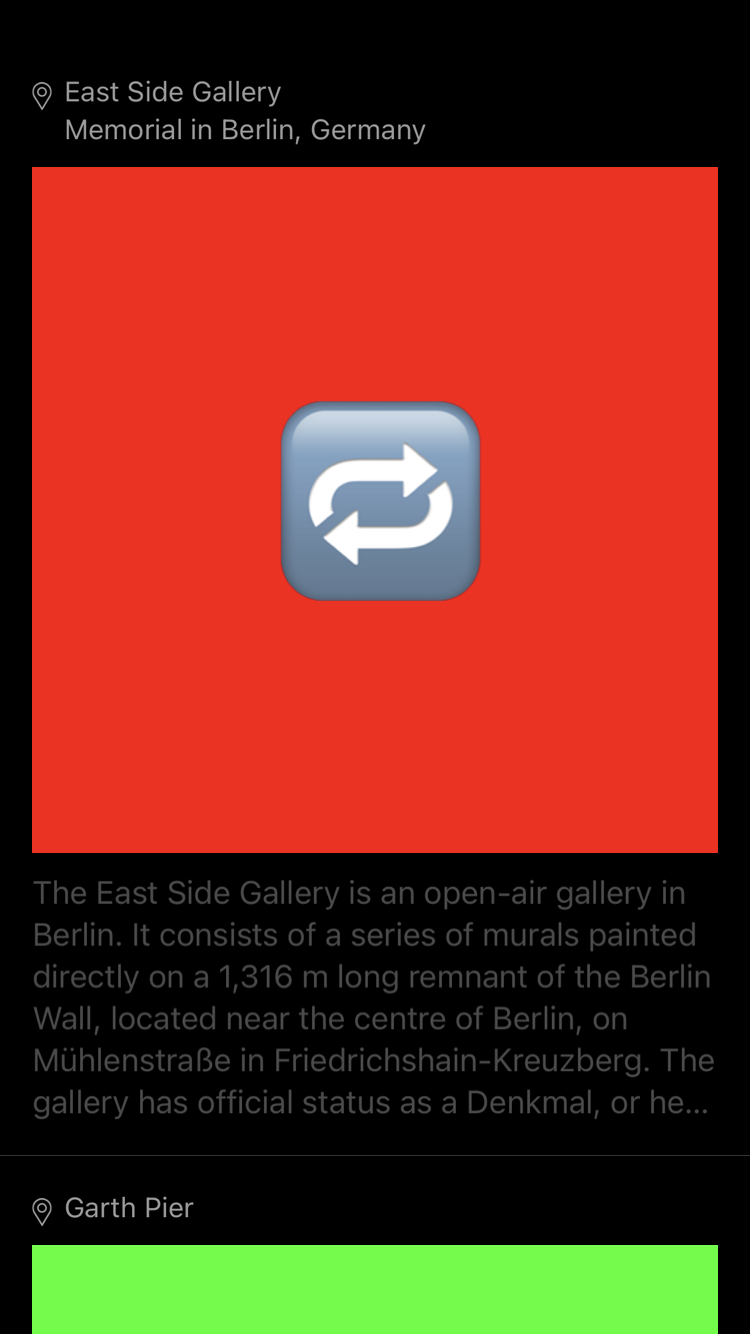 East Side Gallery
Memorial in Berlin, Germany
The East Side Gallery is an open-air gallery in
Berlin. It consists of a series of murals painted
directly on a 1,316 m long remnant of the Berlin
Wall, located near the centre of Berlin, on
Mühlenstraße in Friedrichshain-Kreuzberg. The
gallery has official status as a Denkmal, or he...
Garth Pier